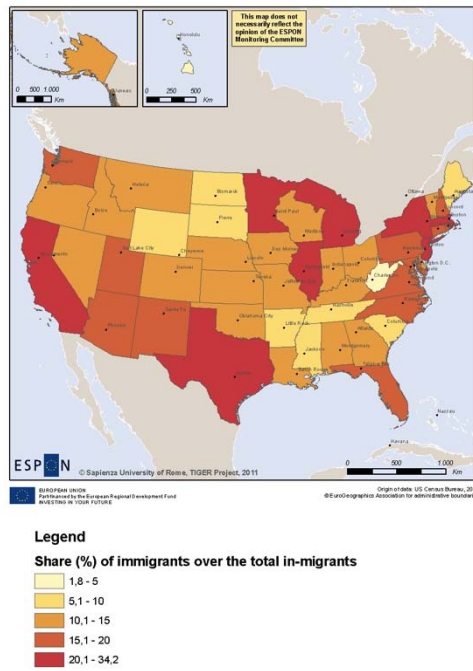 This map does not
necessarily reflect the
opinion of the ESPON
Monitoring Committee
Honolulu
Juneau
0 500 1.000
Km
0 250 500
Km
Ottawa
Helena
Bismarck
Saint Paul
Pierre
Boise
Madison
Salt Lake City
Cheyenne
Lincoln
Des Moines
Indianapolis
Columbus
Denver
Topeka
Charleston
Santa Fe
Oklahoma City
Nashville
Phoenix
Little Rock
Columbia
Atlanta
Jackson
Montgomery
Austin
Baton Rouge
Tallahassee
Nassau
Havana
ESPON
© Sapienza University of Rome, TIGER Project, 2011
0 500 1.000
Km
EUROPEAN UNION
Part-financed by the European Regional Development Fund
INVESTING IN YOUR FUTURE
Origin of data: US Census Bureau, 20
© EuroGeographics Association for administrative boundar
Legend
Share (%) of immigrants over the total in-migrants
1,8 - 5
5,1 - 10
10,1 - 15
15,1 - 20
20,1 - 34,2